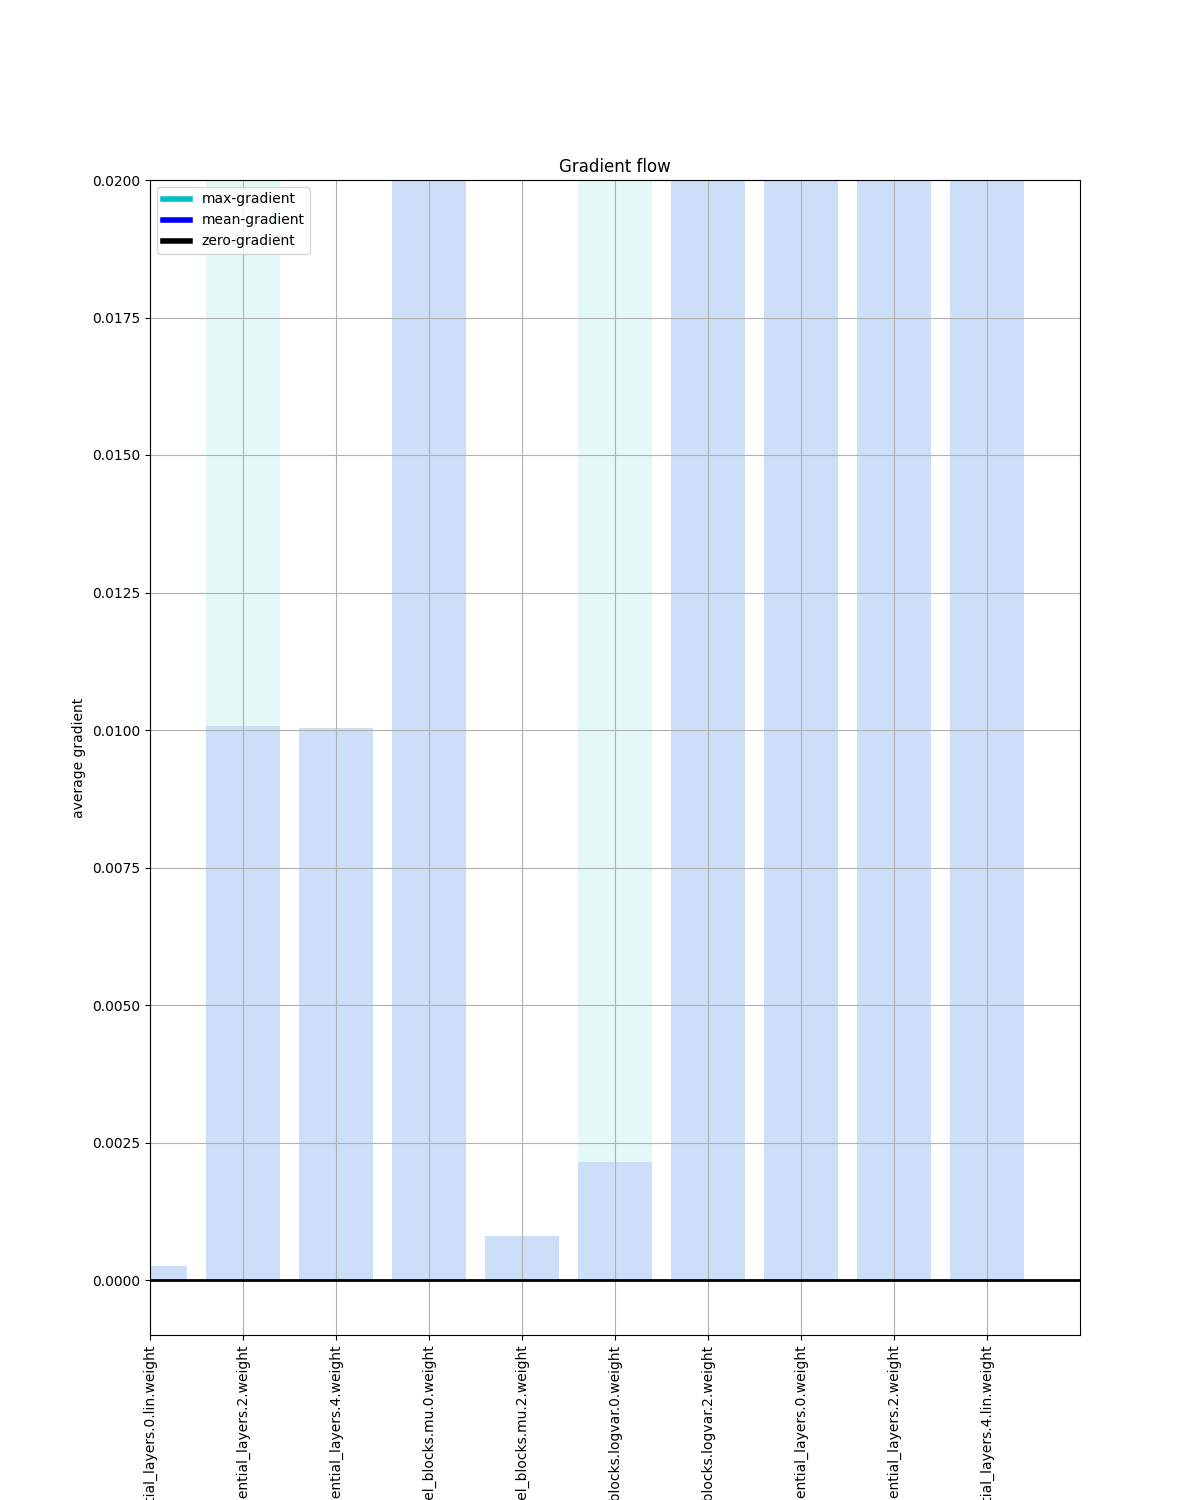 Gradient flow
max-gradient
mean-gradient
zero-gradient
average gradient
0.0200
0.0175
0.0150
0.0125
0.0100
0.0075
0.0050
0.0025
0.0000
tial_layers.0.lin.weight
ential_layers.2.weight
ential_layers.4.weight
el_blocks.mu.0.weight
el_blocks.mu.2.weight
blocks.logvar.0.weight
blocks.logvar.2.weight
ential_layers.0.weight
ential_layers.2.weight
tial_layers.4.lin.weight